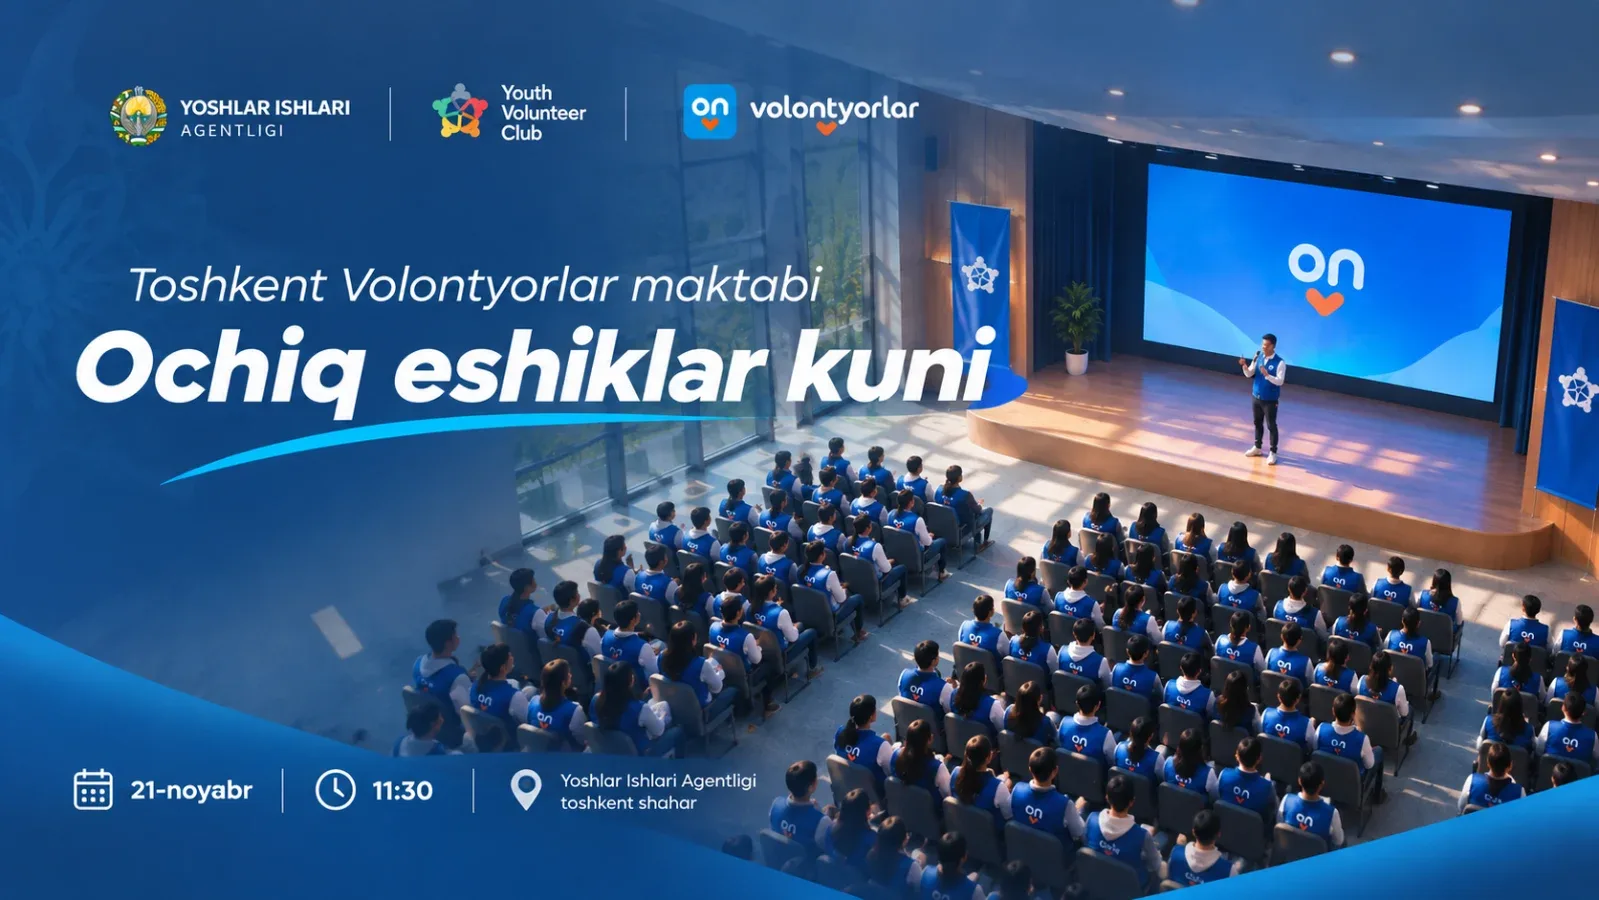 YOSHLAR ISHLARI
AGENTLIGI
Youth
Volunteer
Club
on volontyorlar
on
Toshkent Volontyorlar maktabi
Ochiq eshiklar kuni
21-noyabr
11:30
Yoshlar Ishlari Agentligi
toshkent shahar